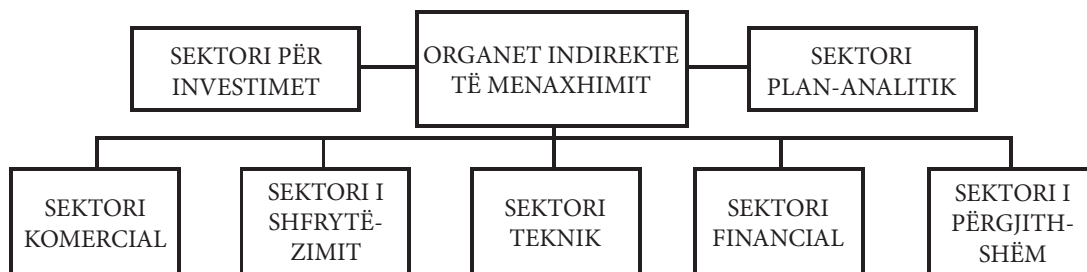 SEKTORI PËR
INVESTIMET
ORGANET INDIREKTE
TË MENAXHIMIT
SEKTORI
PLAN-ANALITIK
SEKTORI
KOMERCIAL
SEKTORI I
SHFRYTË-
ZIMIT
SEKTORI
TEKNIK
SEKTORI
FINANCIAL
SEKTORI I
PËRGJITH-
SHËM